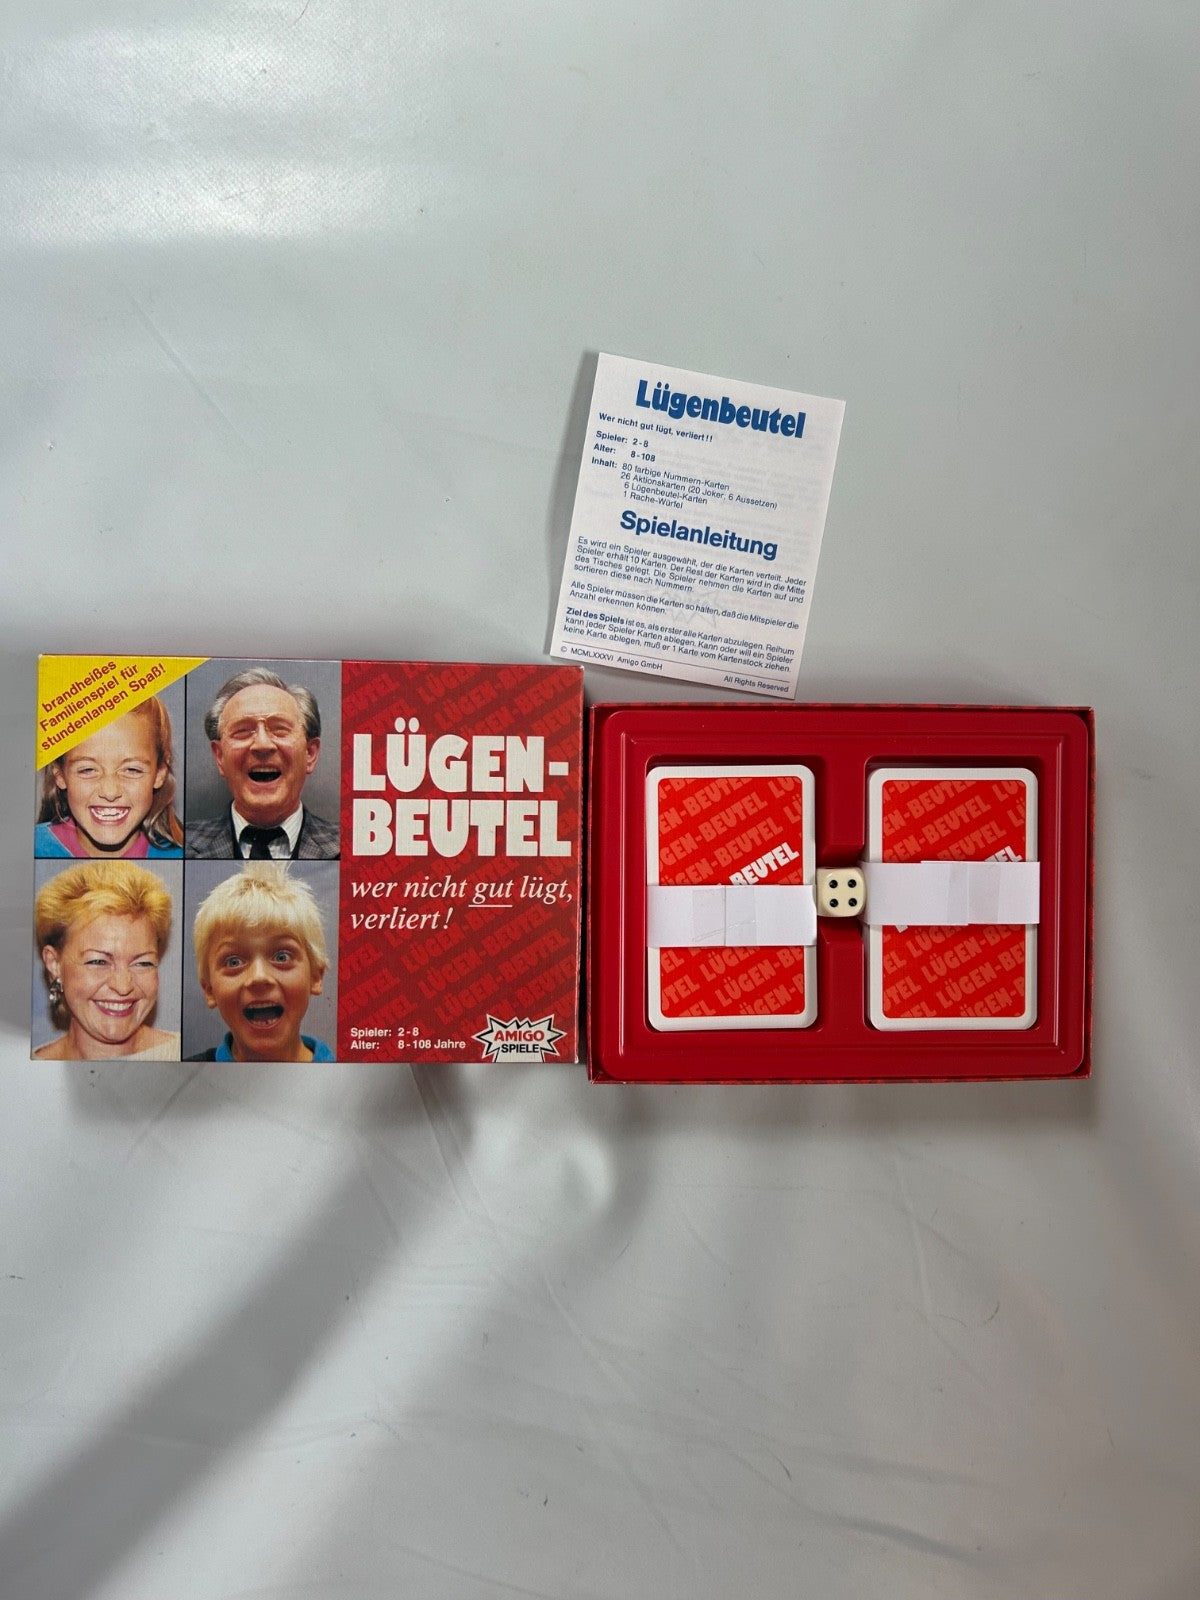 Lügenbeutel
Wer nicht gut lügt, verliert!!
Spieler: 2-8
Alter: 8-108
Inhalt: 80 farbige Nummern-Karten
26 Aktionskarten (20 Joker, 6 Aussetzen)
6 Lügenbeutel-Karten
1 Rache-Würfel
Spielanleitung
Es wird ein Spieler ausgewählt, der die Karten verteilt. Jeder
Spieler erhält 10 Karten. Der Rest der Karten wird in die Mitte
des Tisches gelegt. Die Spieler nehmen die Karten auf und
sortieren diese nach Nummern.
Alle Spieler müssen die Karten so halten, daß die Mitspieler die
Anzahl erkennen können.
Ziel des Spiels ist es, als erster alle Karten abzulegen. Reihum
kann jeder Spieler Karten ablegen. Kann oder will ein Spieler
keine Karte ablegen, muß er 1 Karte vom Kartenstock ziehen.
© MCMLXXXVI Amigo GmbH
All Rights Reserved
brandheißes
Familienspiel für
stundenlangen Spaß!
LÜGEN-
BEUTEL
wer nicht gut lügt,
verliert!
Spieler: 2-8
Alter: 8-108 Jahre
AMIGO
SPIELE
BEUTEL